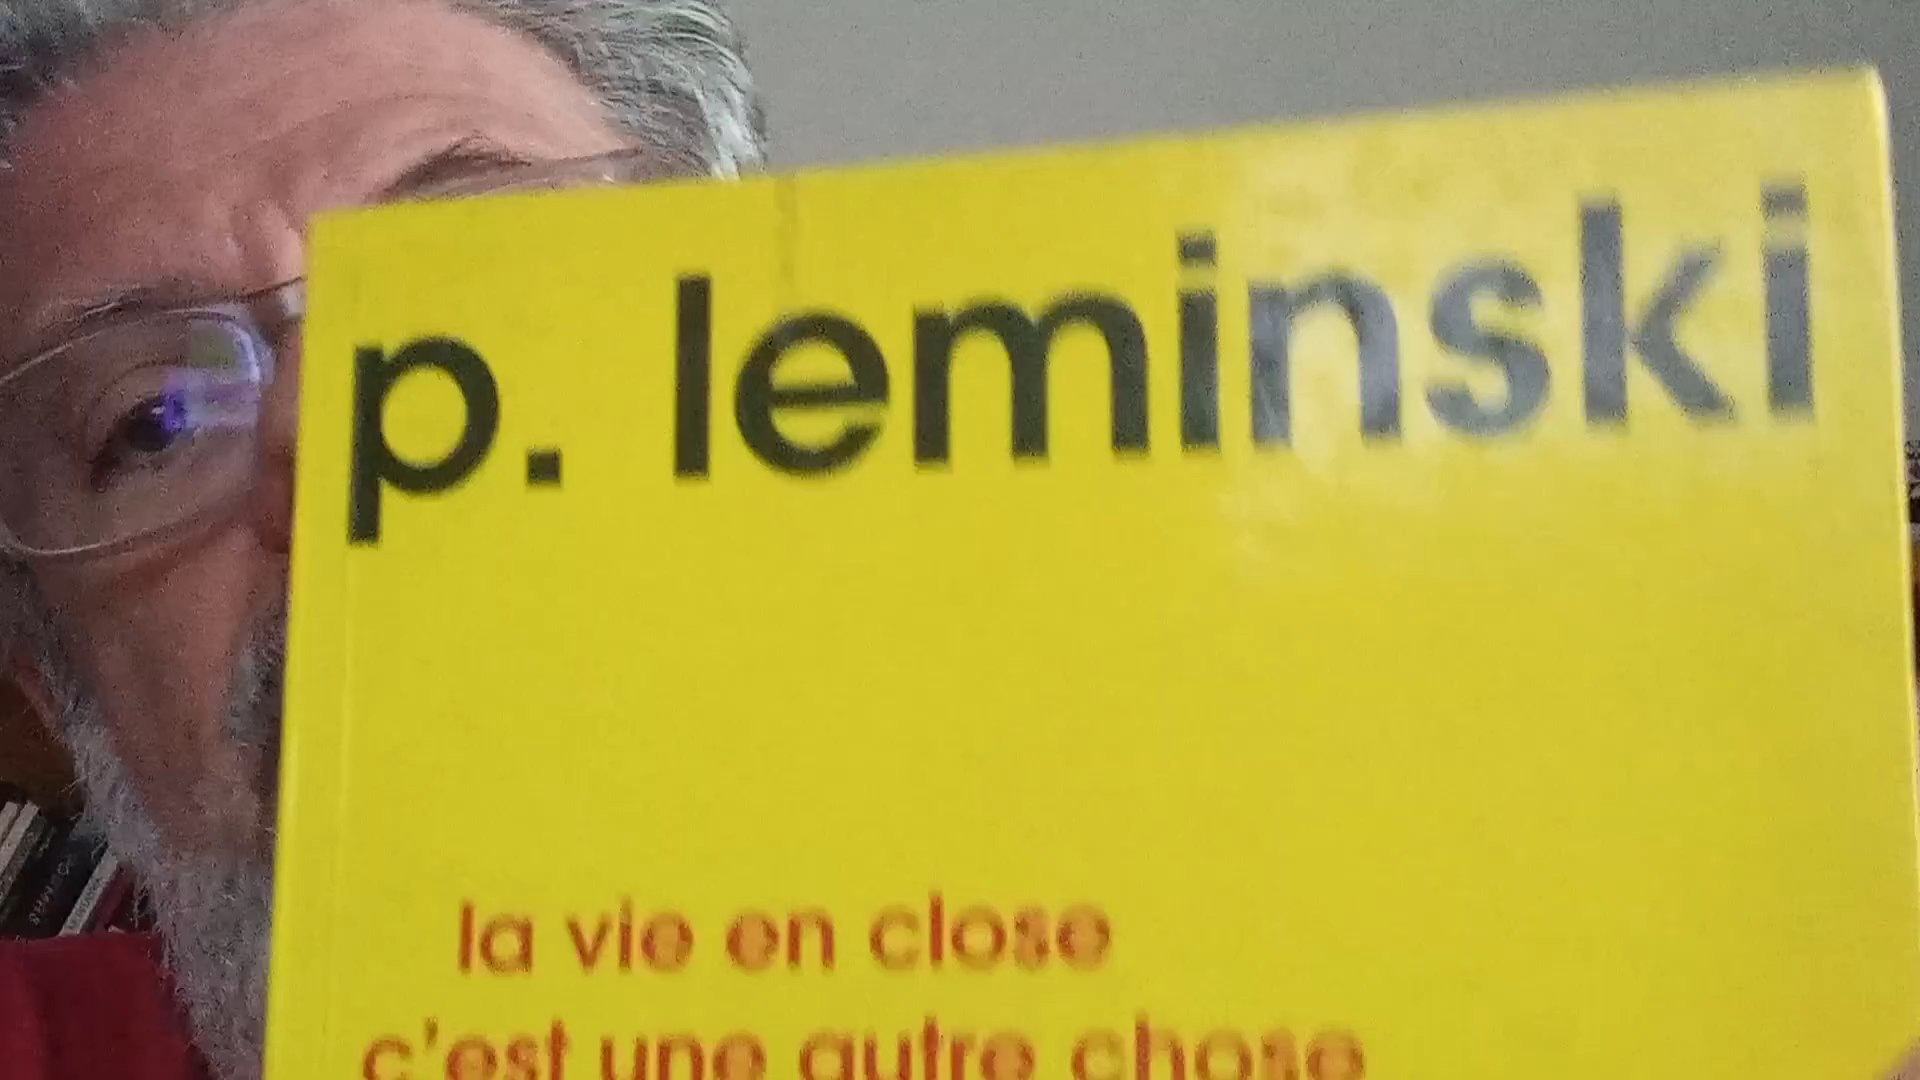 p. leminski
la vie en close
c'est une autre chose